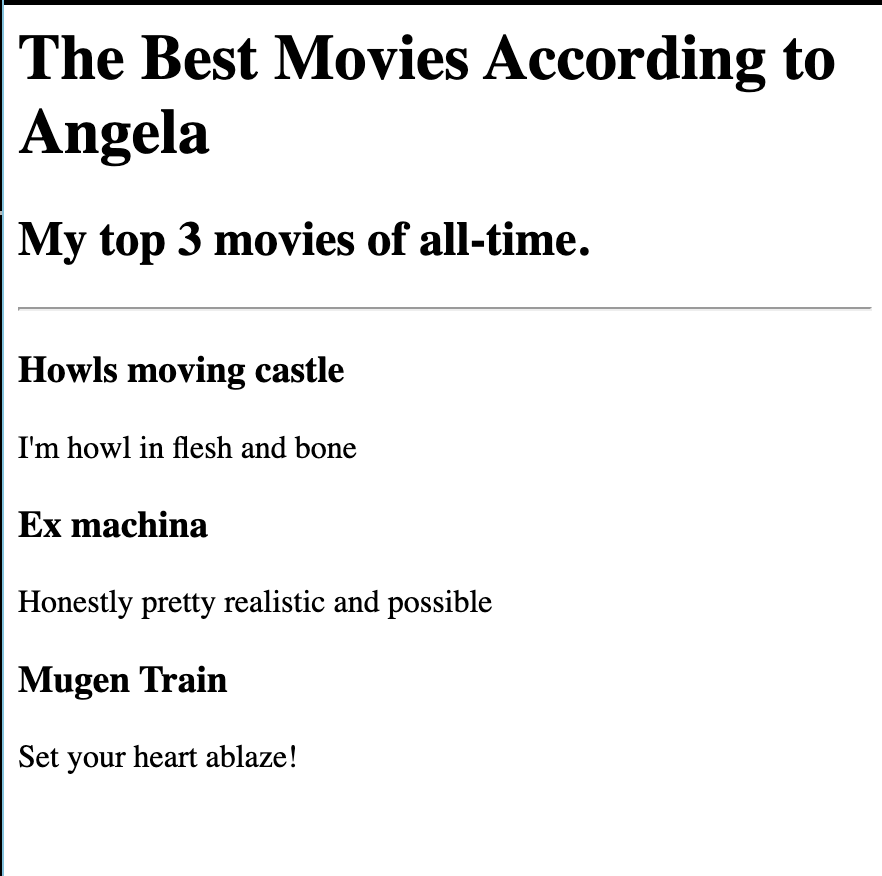 The Best Movies According to
Angela
My top 3 movies of all-time.
Howls moving castle
I'm howl in flesh and bone
Ex machina
Honestly pretty realistic and possible
Mugen Train
Set your heart ablaze!